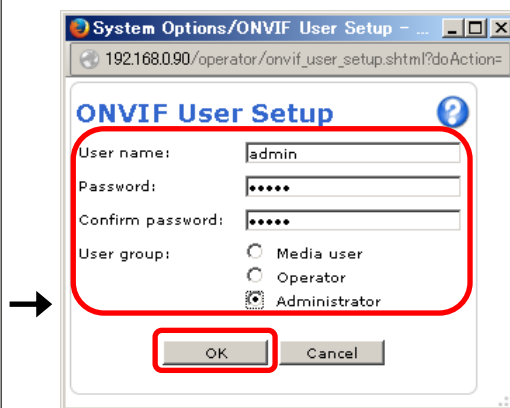 System Options/ONVIF User Setup - ...
192.168.0.90/operator/onvif_user_setup.shtml?doAction=
ONVIF User Setup
User name: admin
Password: •••••
Confirm password: •••••
User group: Media user
Operator
Administrator
OK Cancel